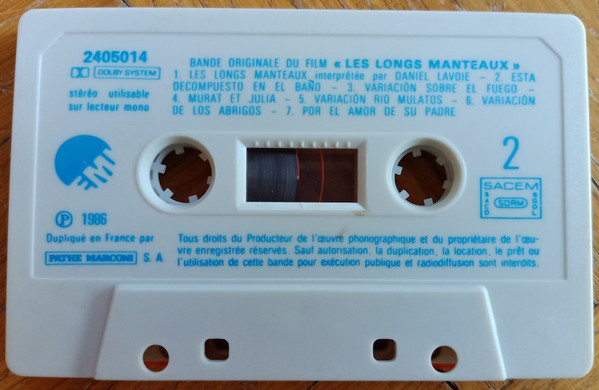 2405014
DOLBY SYSTEM
stéréo utilisable
sur lecteur mono
BANDE ORIGINALE DU FILM « LES LONGS MANTEAUX »
1. LES LONGS MANTEAUX interprétée par DANIEL LAVOIE – 2. ESTA
DECOMPUESTO EN EL BAÑO – 3. VARIACIÓN SOBRE EL FUEGO –
4. MURAT ET JULIA – 5. VARIACIÓN RIO MULATOS – 6. VARIACIÓN
DE LOS ABRIGOS – 7. POR EL AMOR DE SU PADRE
EMI
2
SACEM
SACD
SDRM
SGDL
Ⓟ 1986
Dupliqué en France par
PATHE MARCONI S. A.
Tous droits du Producteur de l'œuvre phonographique et du propriétaire de l'œu-
vre enregistrée réservés. Sauf autorisation, la duplication, la location, le prêt ou
l'utilisation de cette bande pour exécution publique et radiodiffusion sont interdits.